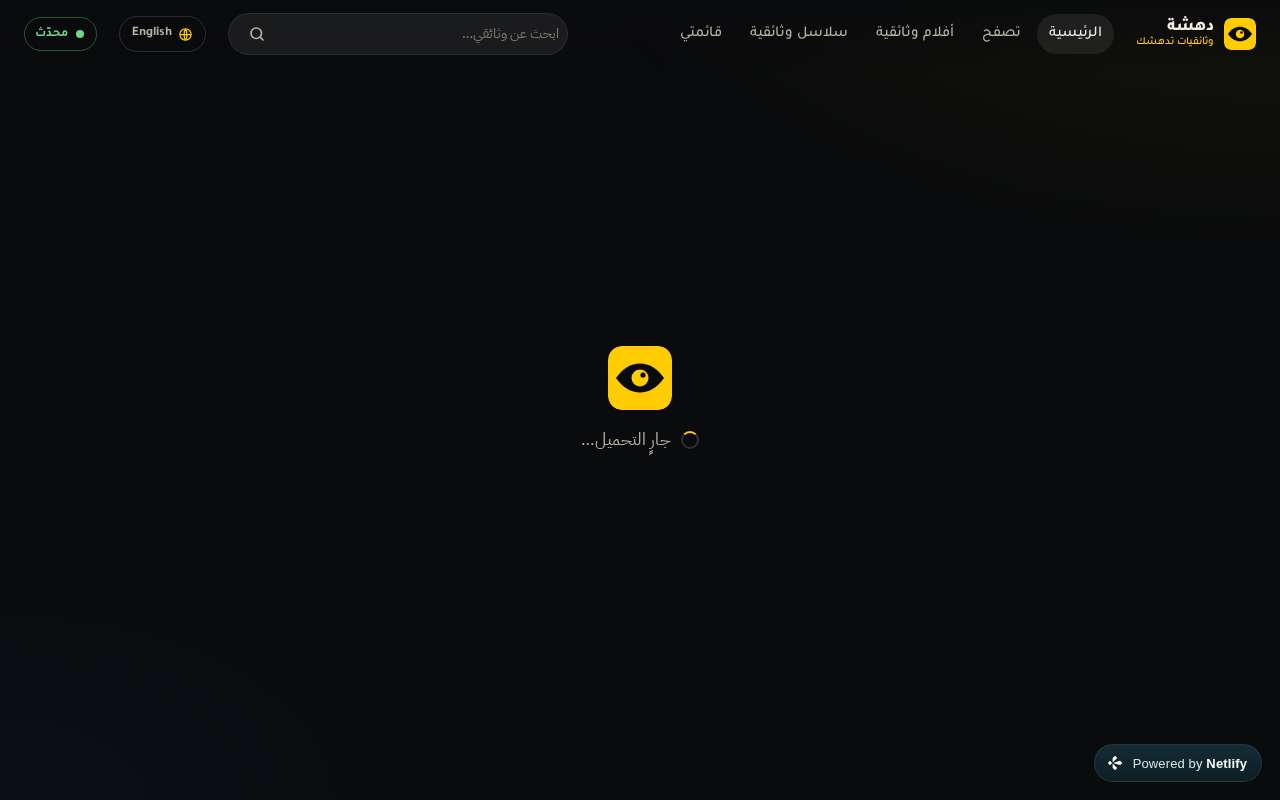 دهشة
وثائقيات تدهشك
الرئيسية
تصفح
أفلام وثائقية
سلاسل وثائقية
قائمتي
ابحث عن وثائقي...
English
محدّث
جارٍ التحميل...
Powered by Netlify